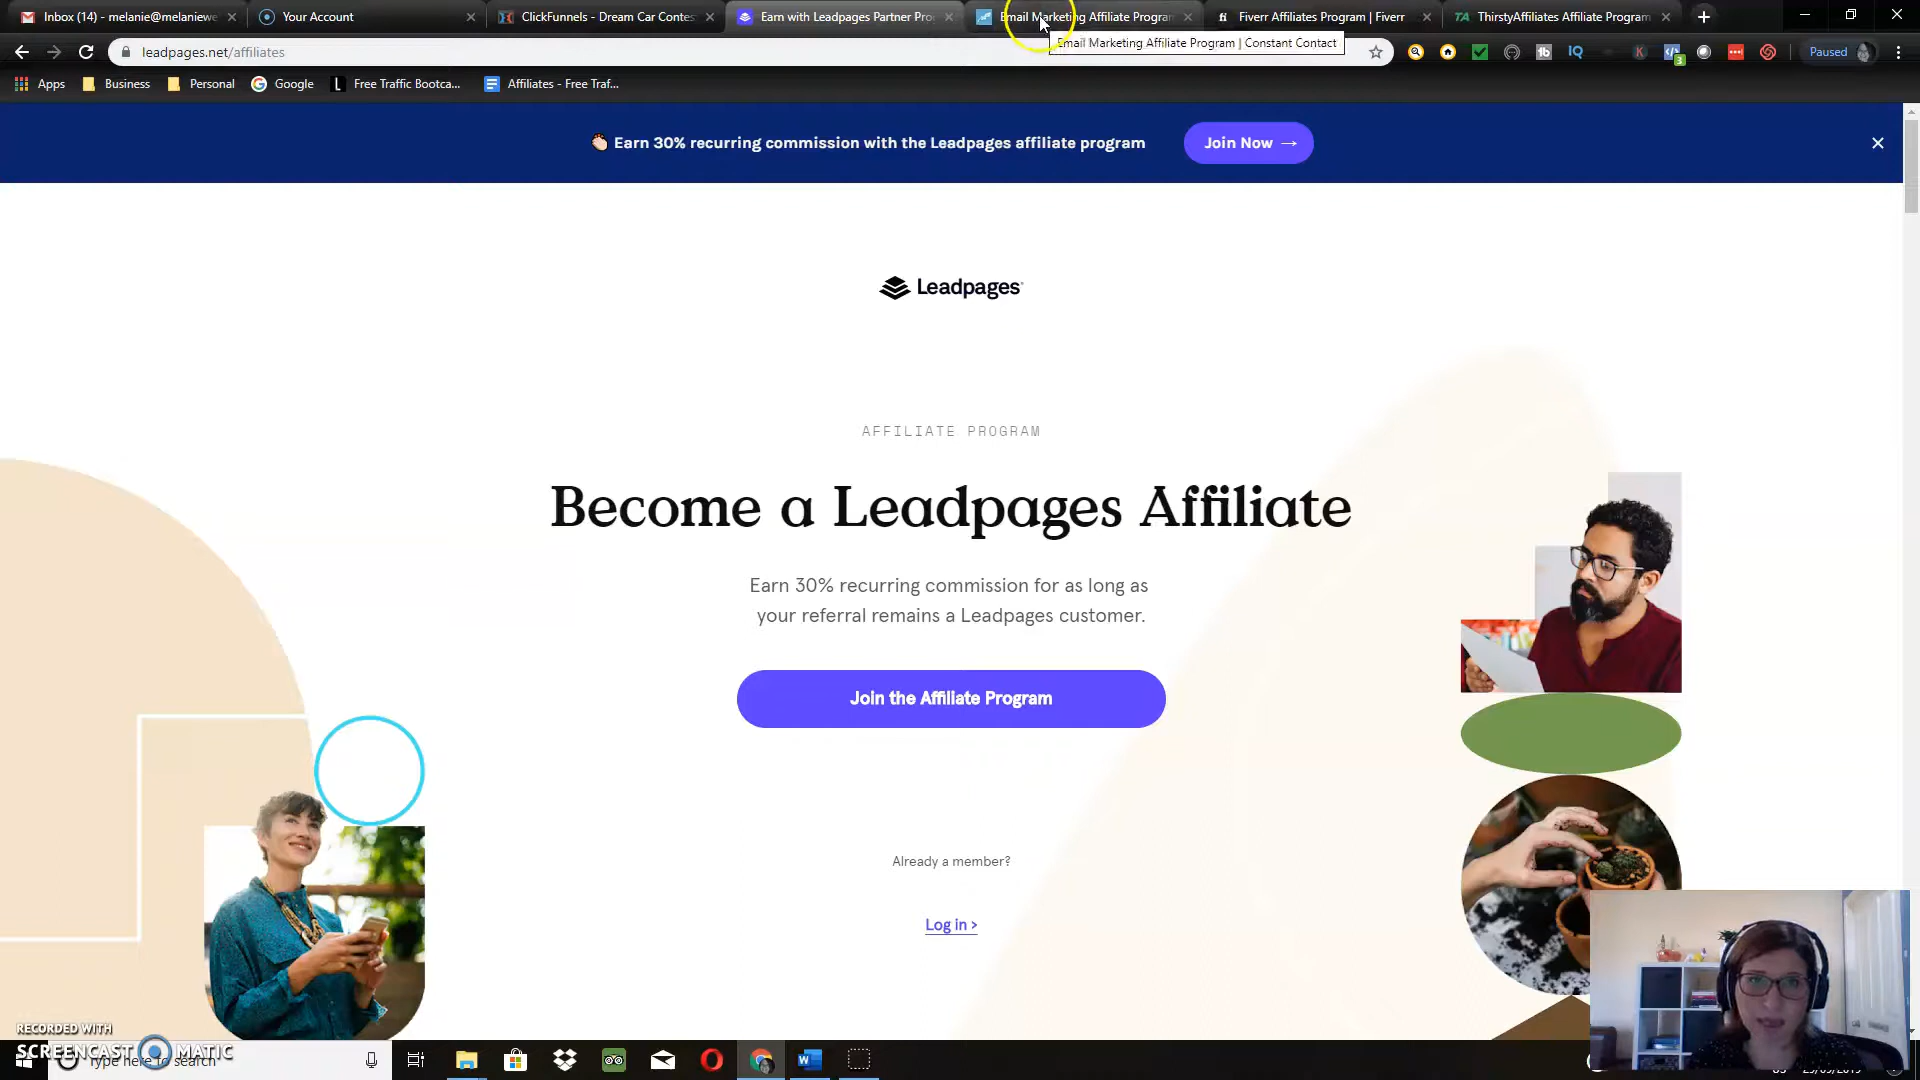 Inbox (14) - melanie@melaniewe
Your Account
ClickFunnels - Dream Car Contes
Earn with Leadpages Partner Pro
Email Marketing Affiliate Program
Fiverr Affiliates Program | Fiverr
ThirstyAffiliates Affiliate Program
Email Marketing Affiliate Program | Constant Contact
leadpages.net/affiliates
Paused
Apps
Business
Personal
Google
Free Traffic Bootca...
Affiliates - Free Traf...
Earn 30% recurring commission with the Leadpages affiliate program
Join Now →
Leadpages
AFFILIATE PROGRAM
Become a Leadpages Affiliate
Earn 30% recurring commission for as long as
your referral remains a Leadpages customer.
Join the Affiliate Program
Already a member?
Log in >
RECORDED WITH
SCREENCAST MATIC
Type here to search